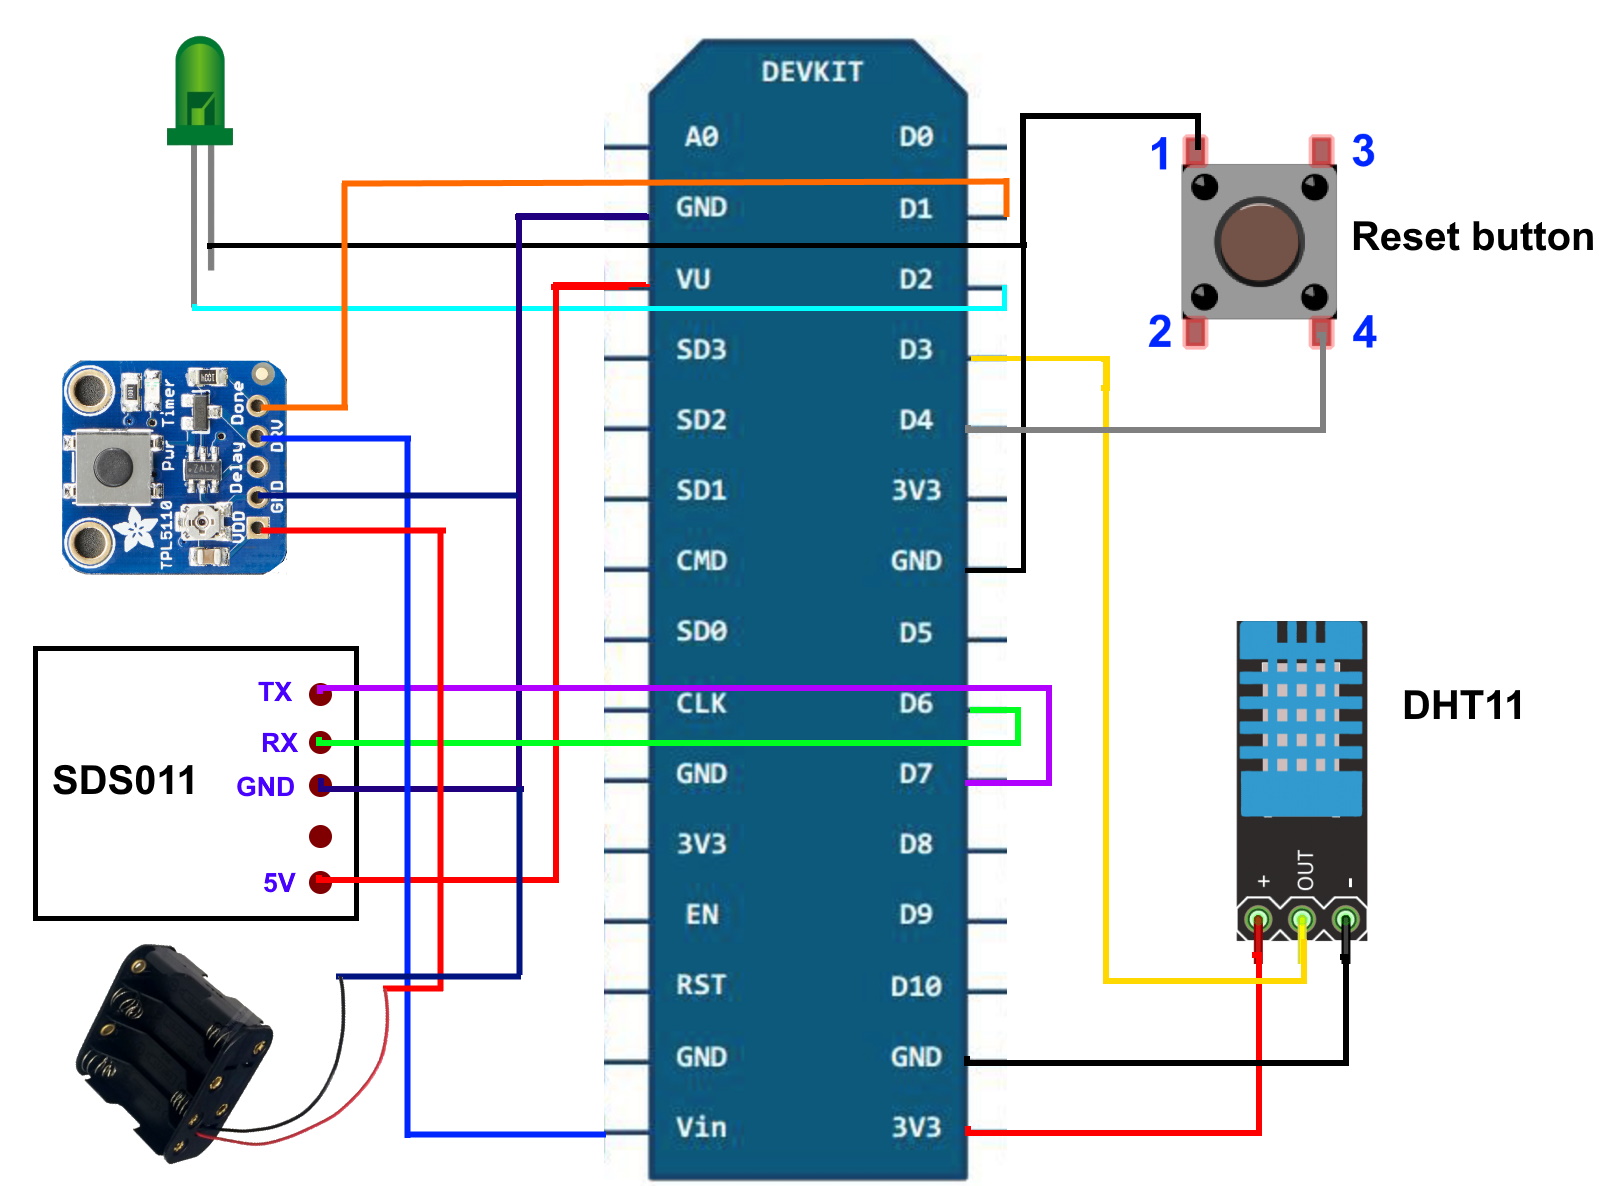 DEVKIT
A0
D0
GND
D1
VU
D2
SD3
D3
SD2
D4
SD1
3V3
CMD
GND
SD0
D5
CLK
D6
GND
D7
3V3
D8
EN
D9
RST
D10
GND
GND
Vin
3V3
1
3
2
4
Reset button
TPL5110
Pwr Timer
Done
DRV
Delay
GND
VDD
ZALX
SDS011
TX
RX
GND
5V
DHT11
+
OUT
-